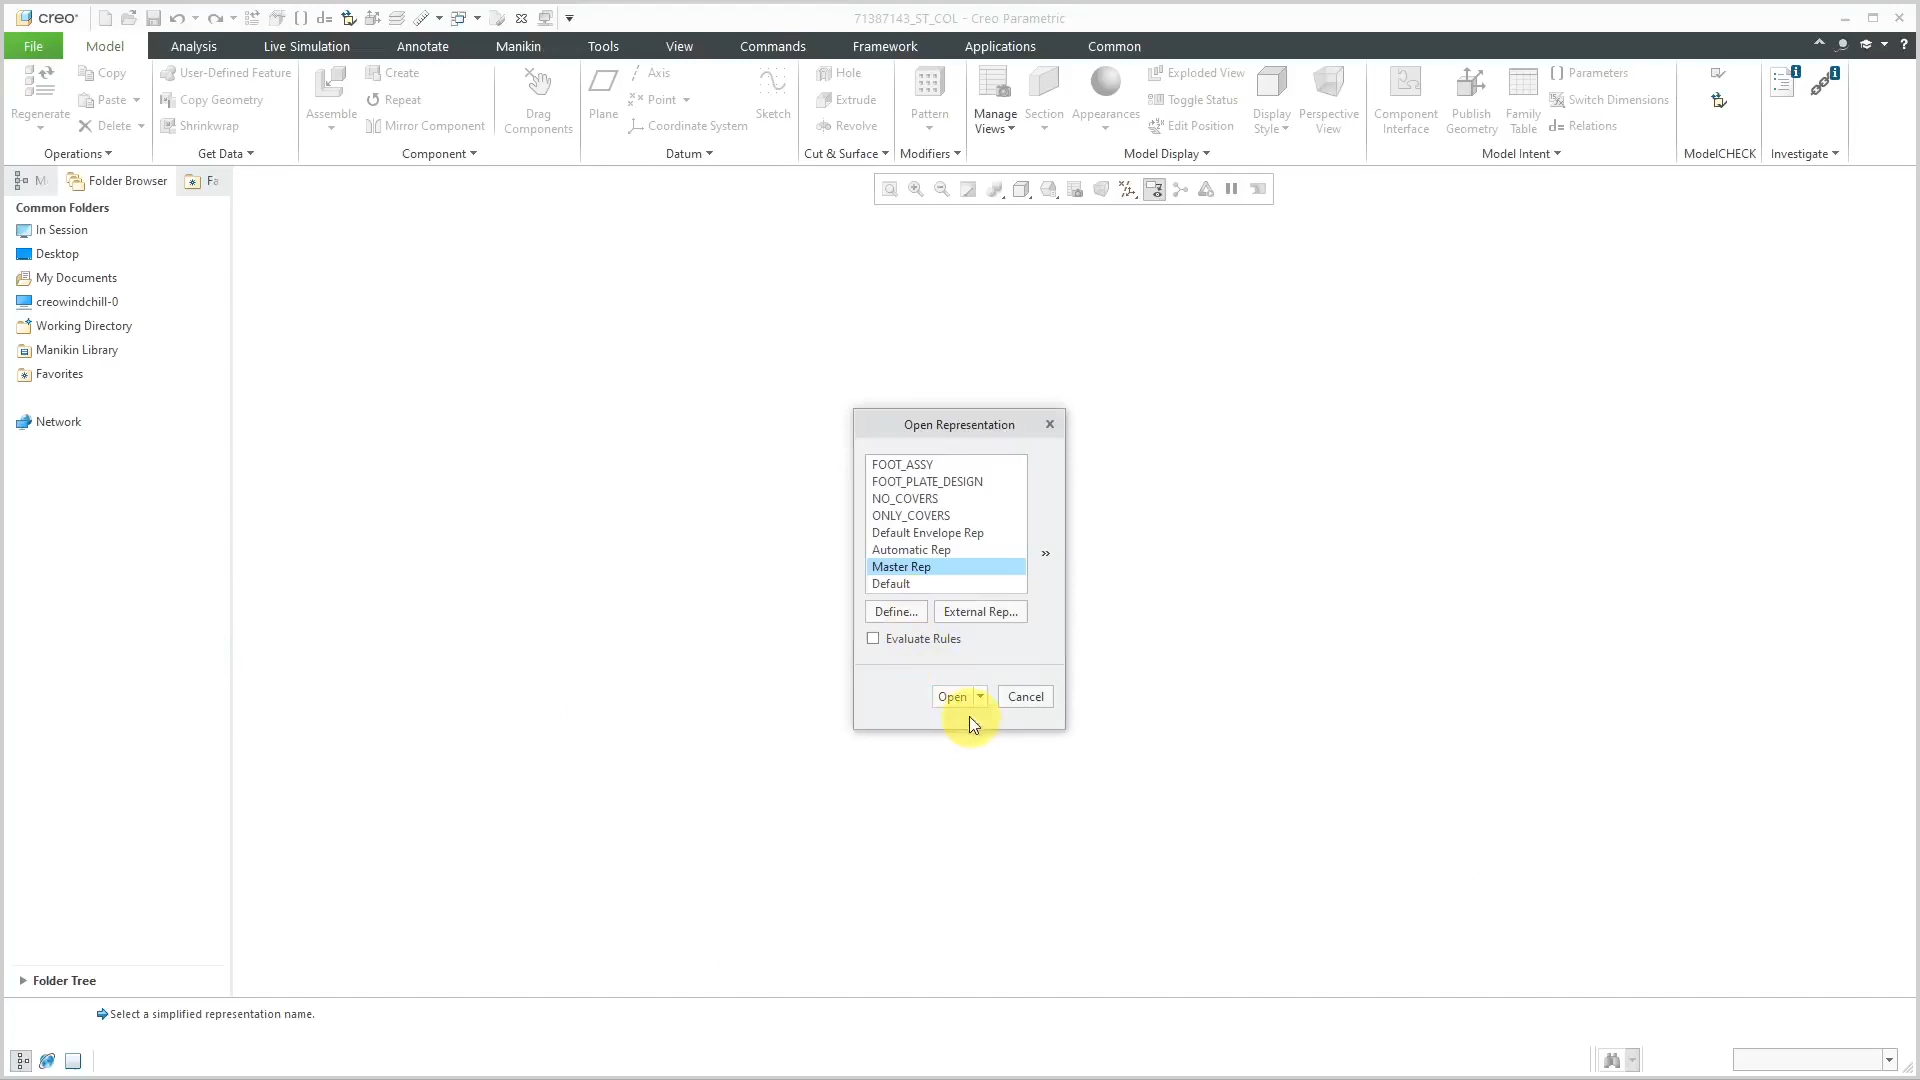 creo®
71387143_ST_COL - Creo Parametric
File Model Analysis Live Simulation Annotate Manikin Tools View Commands Framework Applications Common
Regenerate
Copy
Paste
Delete
Operations
User-Defined Feature
Copy Geometry
Shrinkwrap
Get Data
Assemble
Create
Repeat
Mirror Component
Component
Drag
Components
Plane
Axis
Point
Coordinate System
Sketch
Datum
Hole
Extrude
Revolve
Cut & Surface
Pattern
Modifiers
Manage
Views
Section
Appearances
Exploded View
Toggle Status
Edit Position
Display
Style
Perspective
View
Model Display
Component
Interface
Publish
Geometry
Family
Table
Parameters
Switch Dimensions
d= Relations
Model Intent
ModelCHECK
Investigate
Folder Browser
Fa
Common Folders
In Session
Desktop
My Documents
creowindchill-0
Working Directory
Manikin Library
Favorites
Network
Folder Tree
Open Representation
FOOT_ASSY
FOOT_PLATE_DESIGN
NO_COVERS
ONLY_COVERS
Default Envelope Rep
Automatic Rep
Master Rep
Default
Define... External Rep...
Evaluate Rules
Open Cancel
Select a simplified representation name.